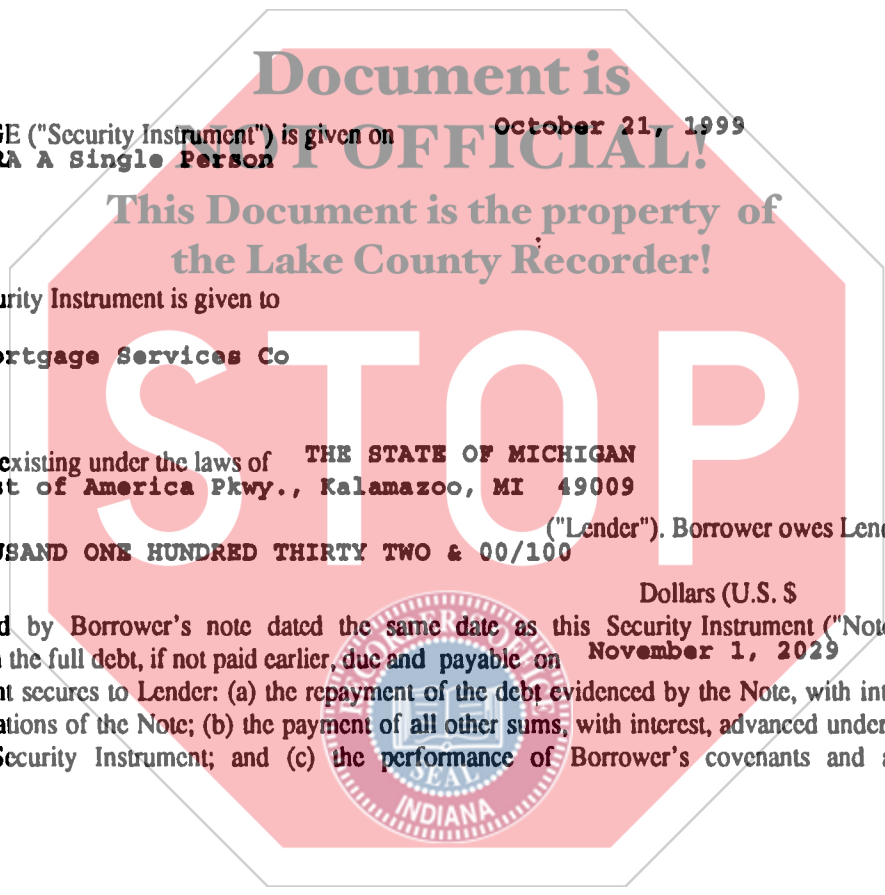 Document is
GE ("Security Instrument") is given on October 21, 1999
RA A Single Person
NOT OFFICIAL!
This Document is the property of
the Lake County Recorder!
urity Instrument is given to
ortgage Services Co
STOP
existing under the laws of THE STATE OF MICHIGAN
st of America Pkwy., Kalamazoo, MI 49009
("Lender"). Borrower owes Lend
USAND ONE HUNDRED THIRTY TWO & 00/100
Dollars (U.S. $
d by Borrower's note dated the same date as this Security Instrument ("Note
the full debt, if not paid earlier, due and payable on November 1, 2029
nt secures to Lender: (a) the repayment of the debt evidenced by the Note, with int
ations of the Note; (b) the payment of all other sums, with interest, advanced under
Security Instrument; and (c) the performance of Borrower's covenants and a
SEAL
INDIANA